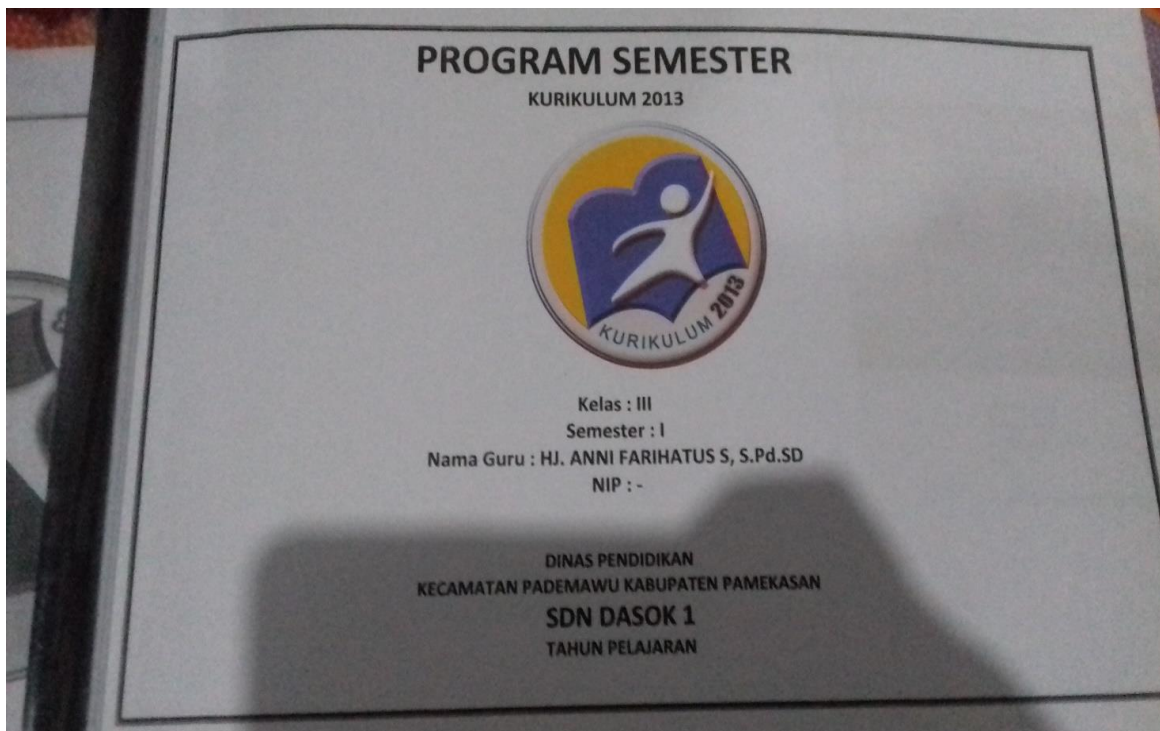 PROGRAM SEMESTER
KURIKULUM 2013
KURIKULUM 2013
Kelas : III
Semester : I
Nama Guru : HJ. ANNI FARIHATUS S, S.Pd.SD
NIP : -
DINAS PENDIDIKAN
KECAMATAN PADEMAWU KABUPATEN PAMEKASAN
SDN DASOK 1
TAHUN PELAJARAN